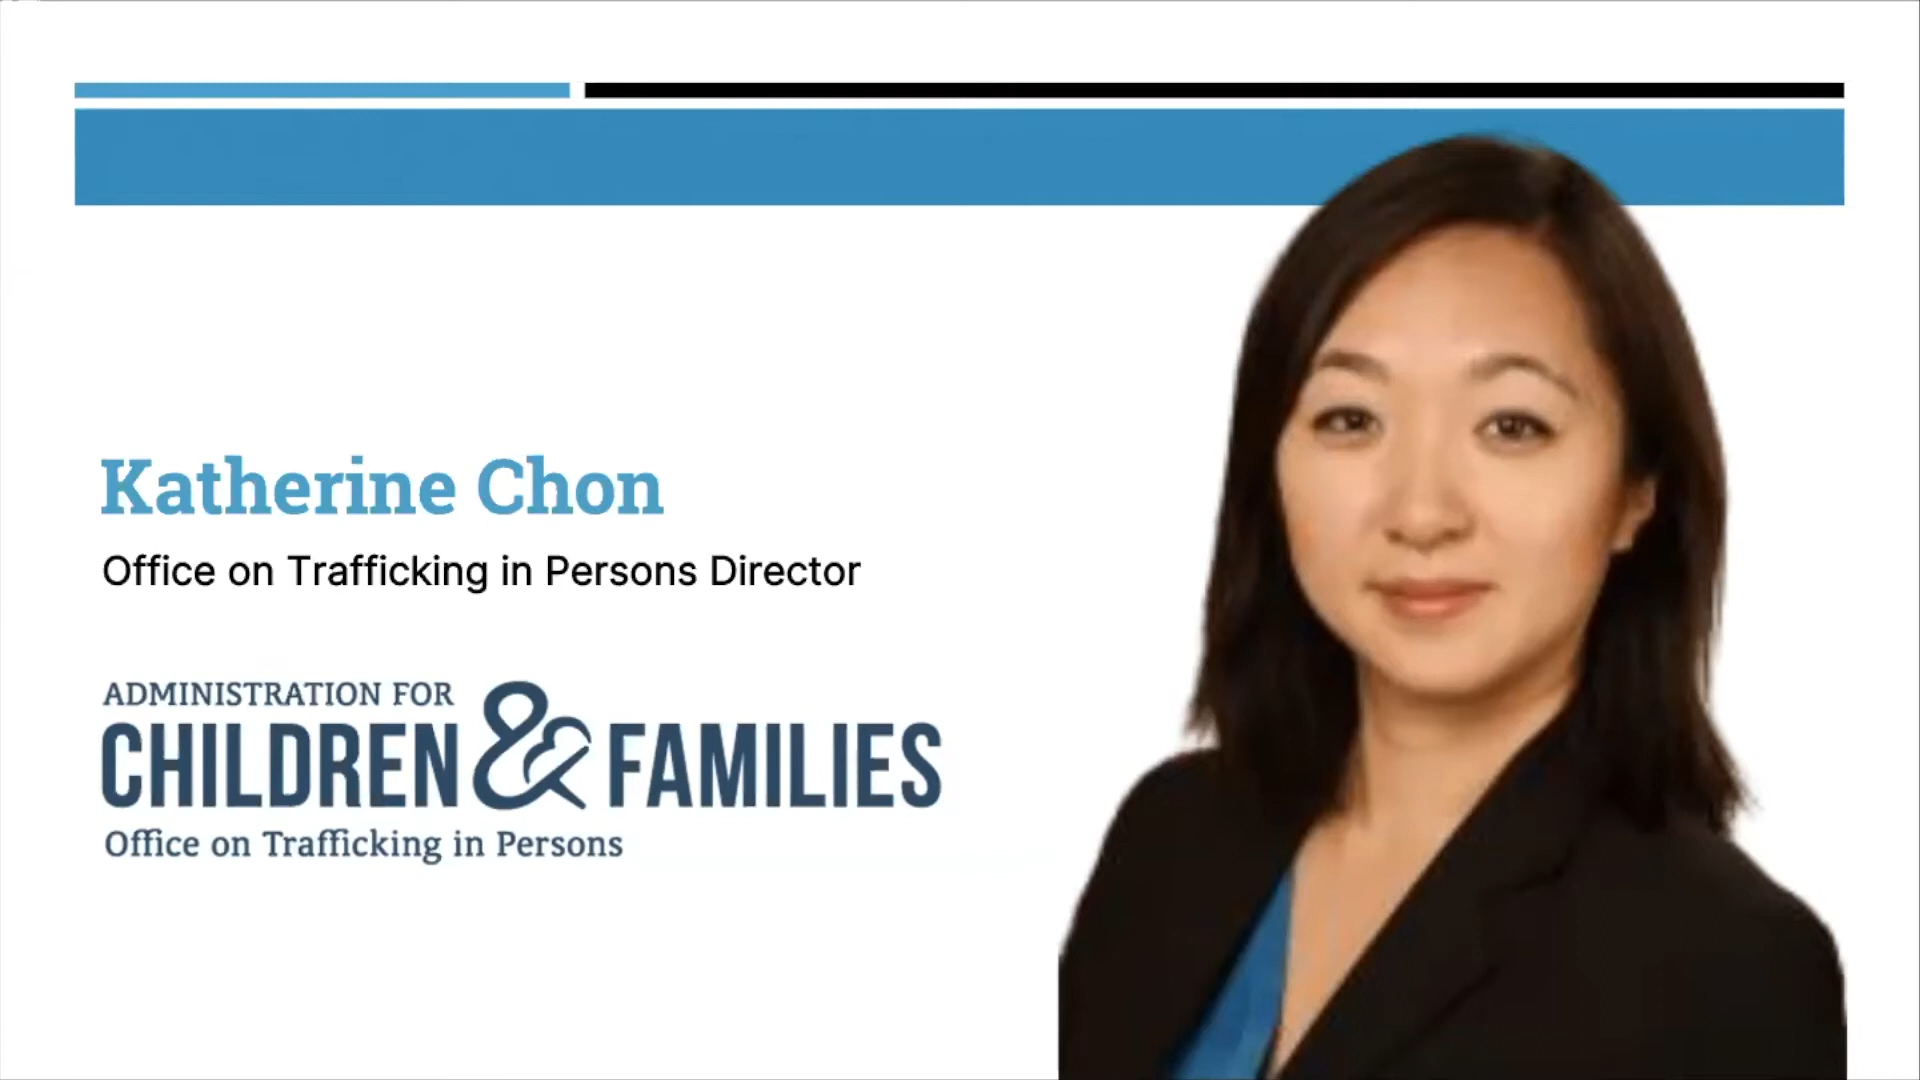 Katherine Chon
Office on Trafficking in Persons Director
ADMINISTRATION FOR
CHILDREN & FAMILIES
Office on Trafficking in Persons